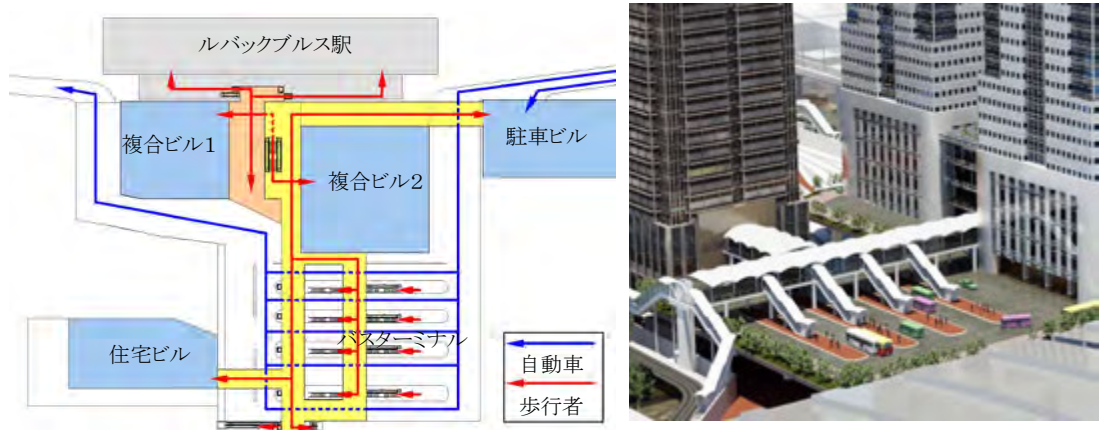 ルバックブルス駅
複合ビル1
複合ビル2
駐車ビル
バスターミナル
住宅ビル
自動車
歩行者